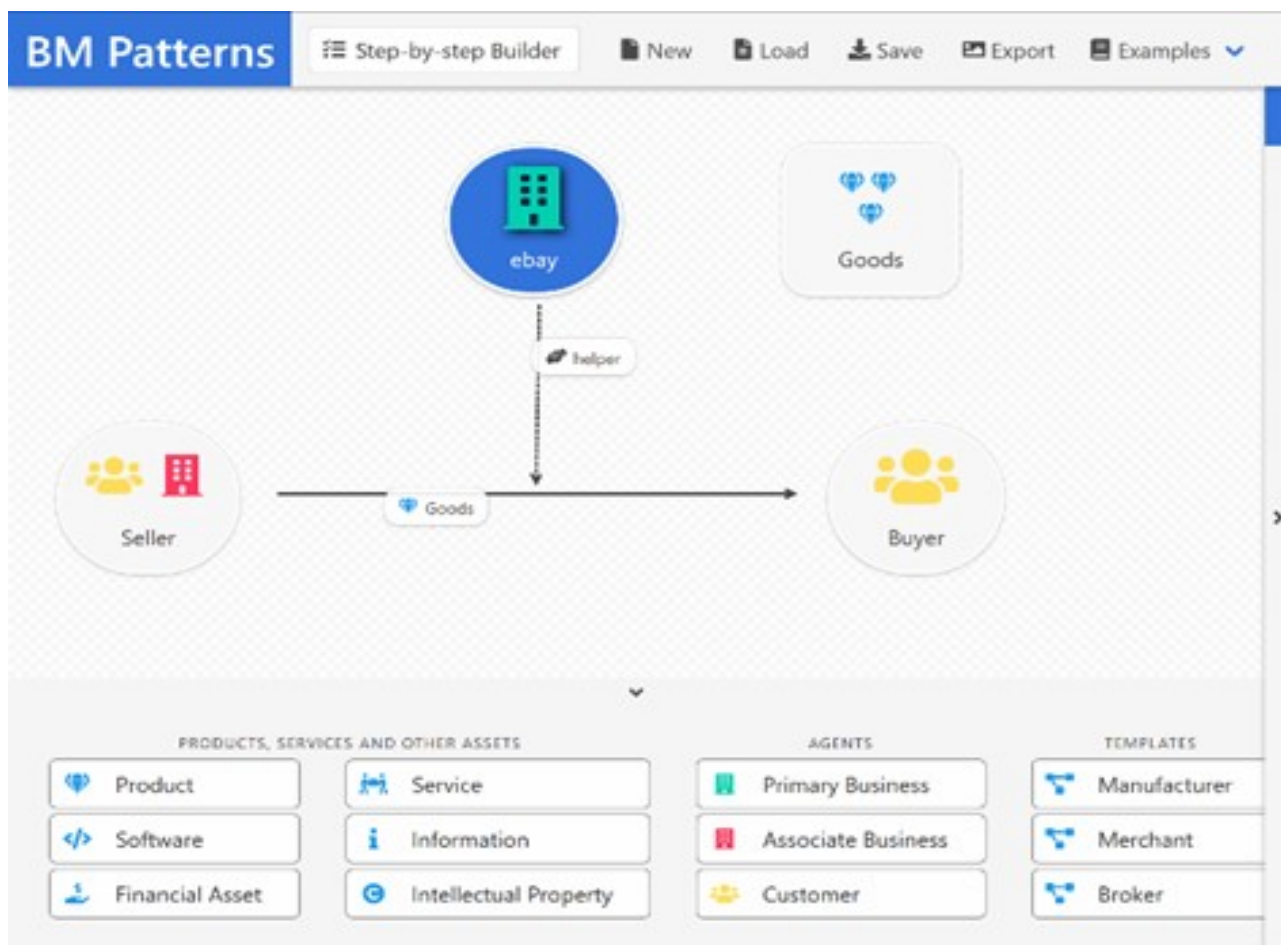 BM Patterns Step-by-step Builder New Load Save Export Examples
ebay
Goods
helper
Goods
Seller
Buyer
PRODUCTS, SERVICES AND OTHER ASSETS AGENTS TEMPLATES
Product Service Primary Business Manufacturer
Software Information Associate Business Merchant
Financial Asset Intellectual Property Customer Broker